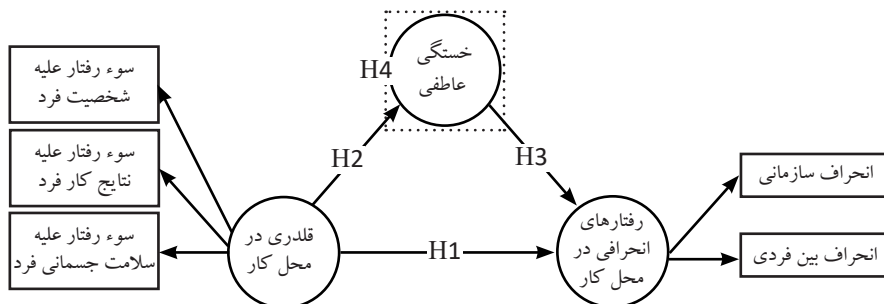 خستگی
عاطفی
H4
سوء رفتار علیه
شخصیت فرد
سوء رفتار علیه
نتایج کار فرد
سوء رفتار علیه
سلامت جسمانی فرد
H2
H3
قلدری در
محل کار
H1
رفتارهای
انحرافی در
محل کار
انحراف سازمانی
انحراف بین فردی